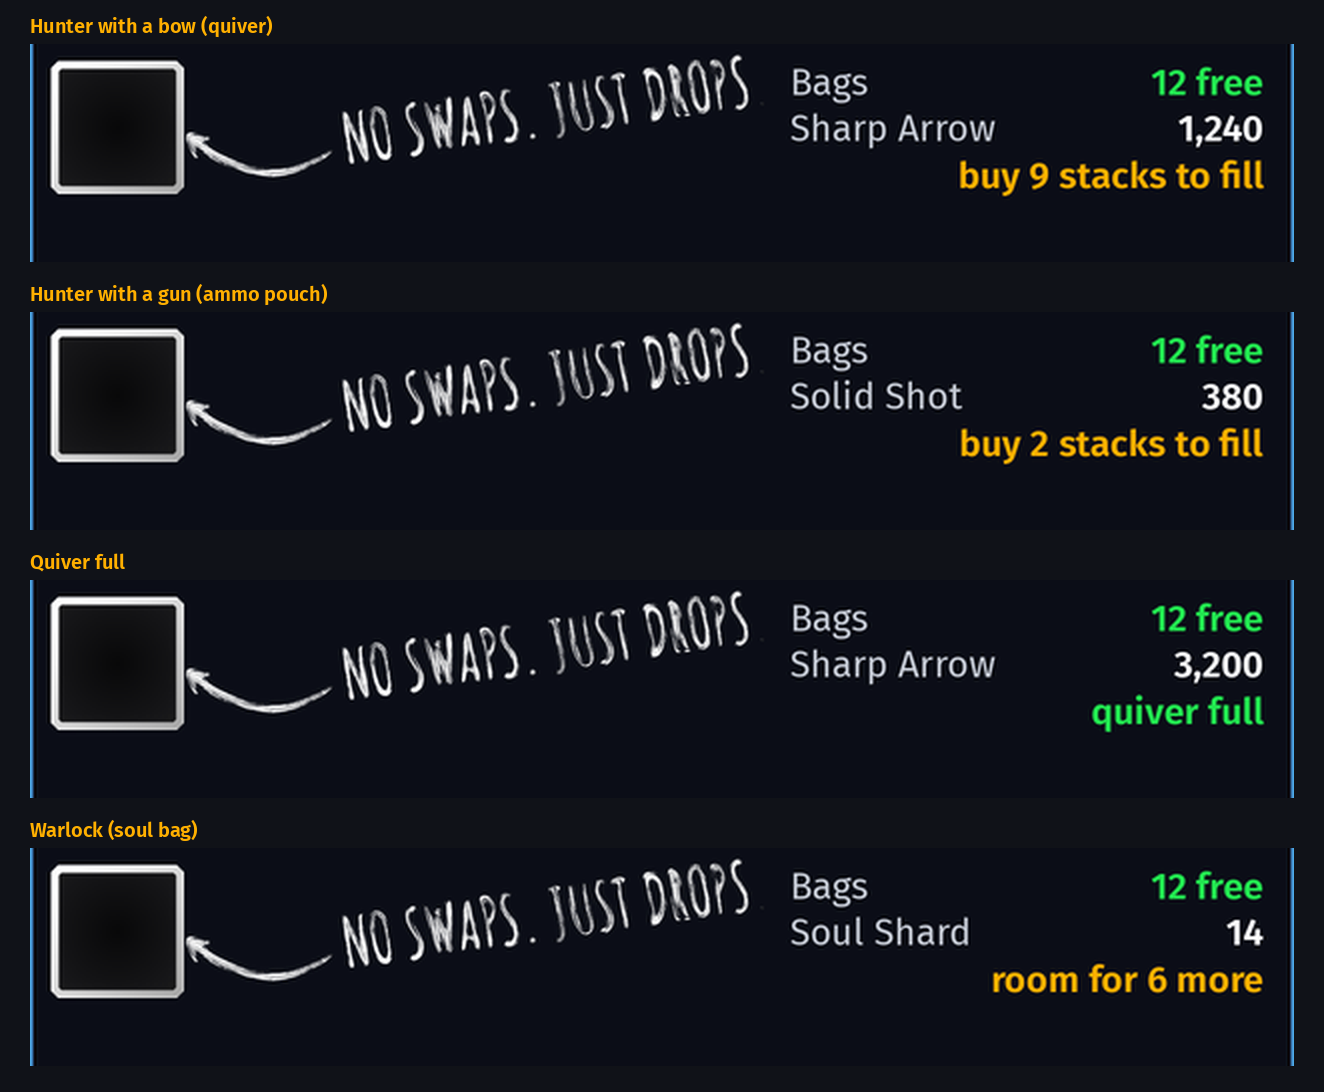 Hunter with a bow (quiver)
NO SWAPS. JUST DROPS
Bags 12 free
Sharp Arrow 1,240
buy 9 stacks to fill
Hunter with a gun (ammo pouch)
NO SWAPS. JUST DROPS
Bags 12 free
Solid Shot 380
buy 2 stacks to fill
Quiver full
NO SWAPS. JUST DROPS
Bags 12 free
Sharp Arrow 3,200
quiver full
Warlock (soul bag)
NO SWAPS. JUST DROPS
Bags 12 free
Soul Shard 14
room for 6 more